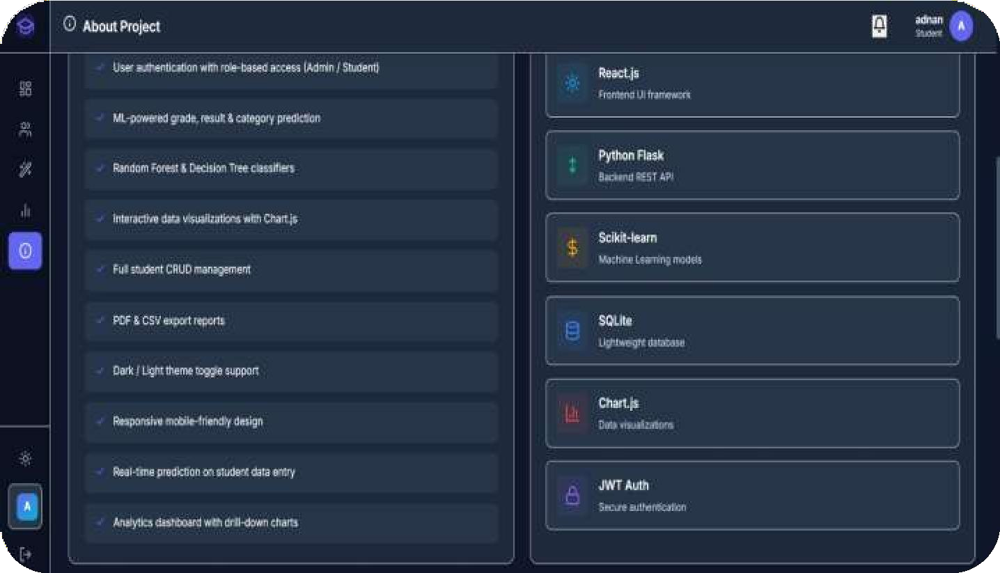 About Project
adnan
Student
A
User authentication with role-based access (Admin / Student)
ML-powered grade, result & category prediction
Random Forest & Decision Tree classifiers
Interactive data visualizations with Chart.js
Full student CRUD management
PDF & CSV export reports
Dark / Light theme toggle support
Responsive mobile-friendly design
Real-time prediction on student data entry
Analytics dashboard with drill-down charts
React.js
Frontend UI framework
Python Flask
Backend REST API
Scikit-learn
Machine Learning models
SQLite
Lightweight database
Chart.js
Data visualizations
JWT Auth
Secure authentication
A